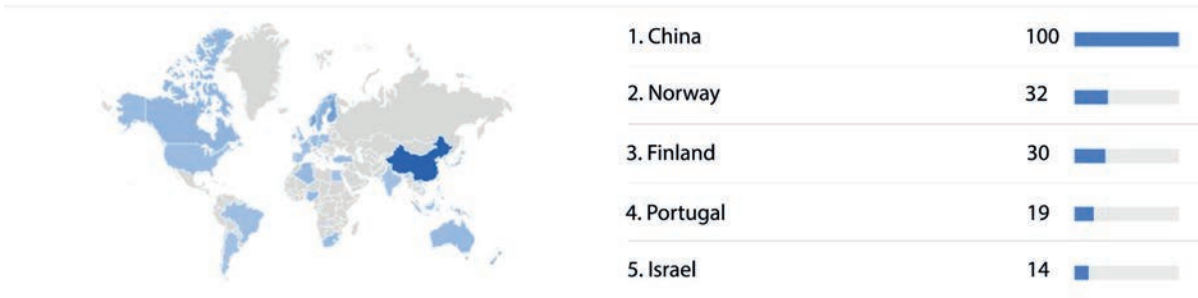 1. China 100
2. Norway 32
3. Finland 30
4. Portugal 19
5. Israel 14